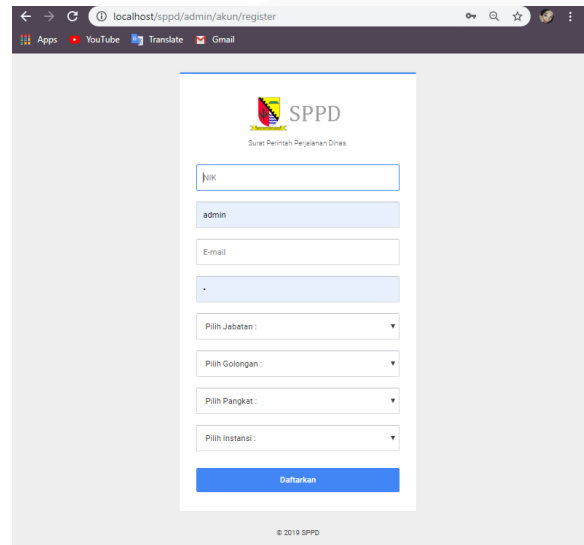 localhost/sppd/admin/akun/register
Apps YouTube Translate Gmail
SPPD
Surat Perintah Perjalanan Dinas
NIK
admin
E-mail
Pilih Jabatan :
Pilih Golongan :
Pilih Pangkat :
Pilih Instansi :
Daftarkan
© 2019 SPPD